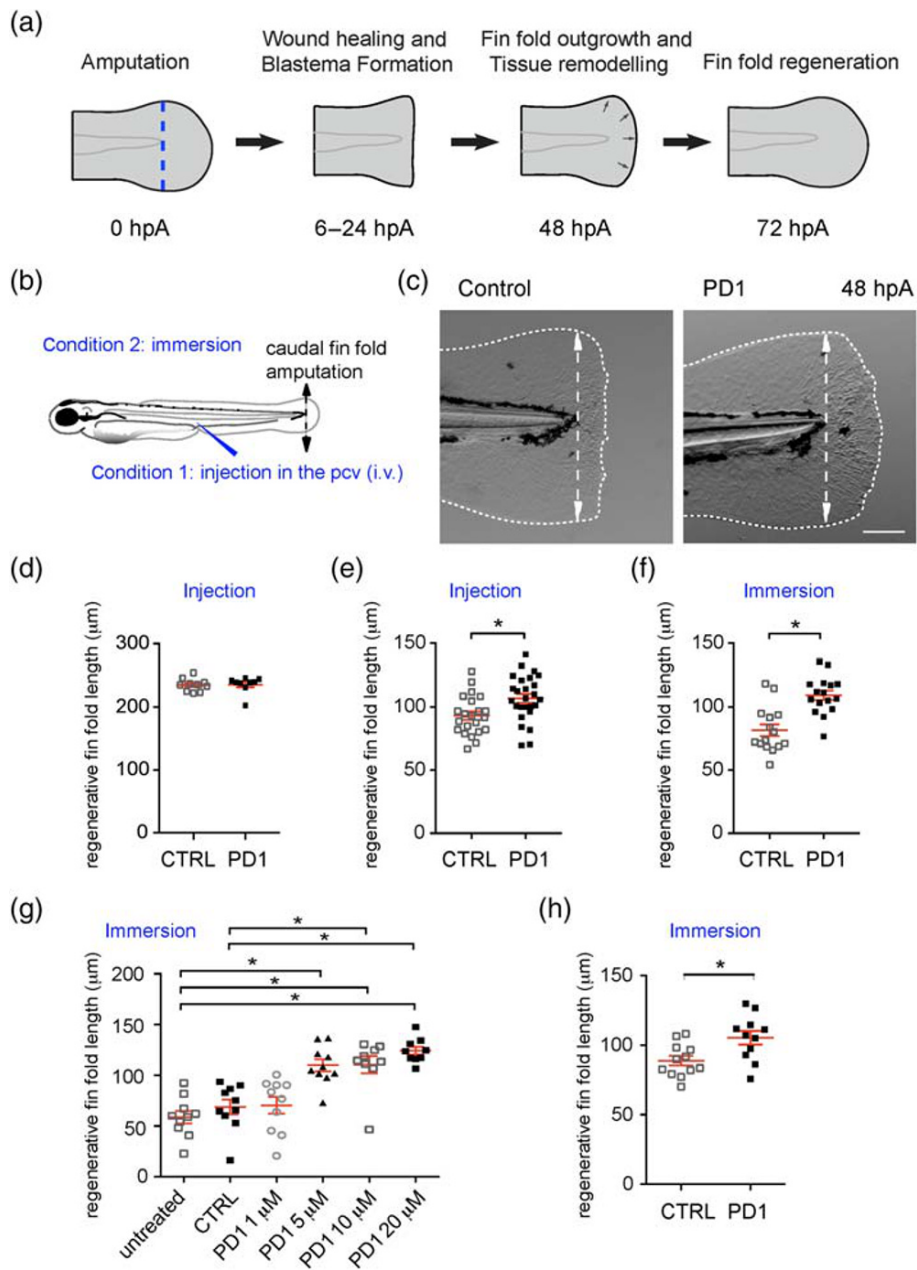 (a)
Amputation
Wound healing and
Blastema Formation
Fin fold outgrowth and
Tissue remodelling
Fin fold regeneration
0 hpA
6–24 hpA
48 hpA
72 hpA
(b)
Condition 2: immersion
caudal fin fold
amputation
Condition 1: injection in the pcv (i.v.)
(c)
Control
PD1
48 hpA
(d)
Injection
regenerative fin fold length (μm)
300
200
100
0
CTRL PD1
(e)
Injection
*
regenerative fin fold length (μm)
150
100
50
0
CTRL PD1
(f)
Immersion
*
regenerative fin fold length (μm)
150
100
50
0
CTRL PD1
(g)
Immersion
*
*
*
*
*
regenerative fin fold length (μm)
200
150
100
50
0
untreated
CTRL
PD1 1 μM
PD1 5 μM
PD1 10 μM
PD1 20 μM
(h)
Immersion
*
regenerative fin fold length (μm)
150
100
50
0
CTRL PD1